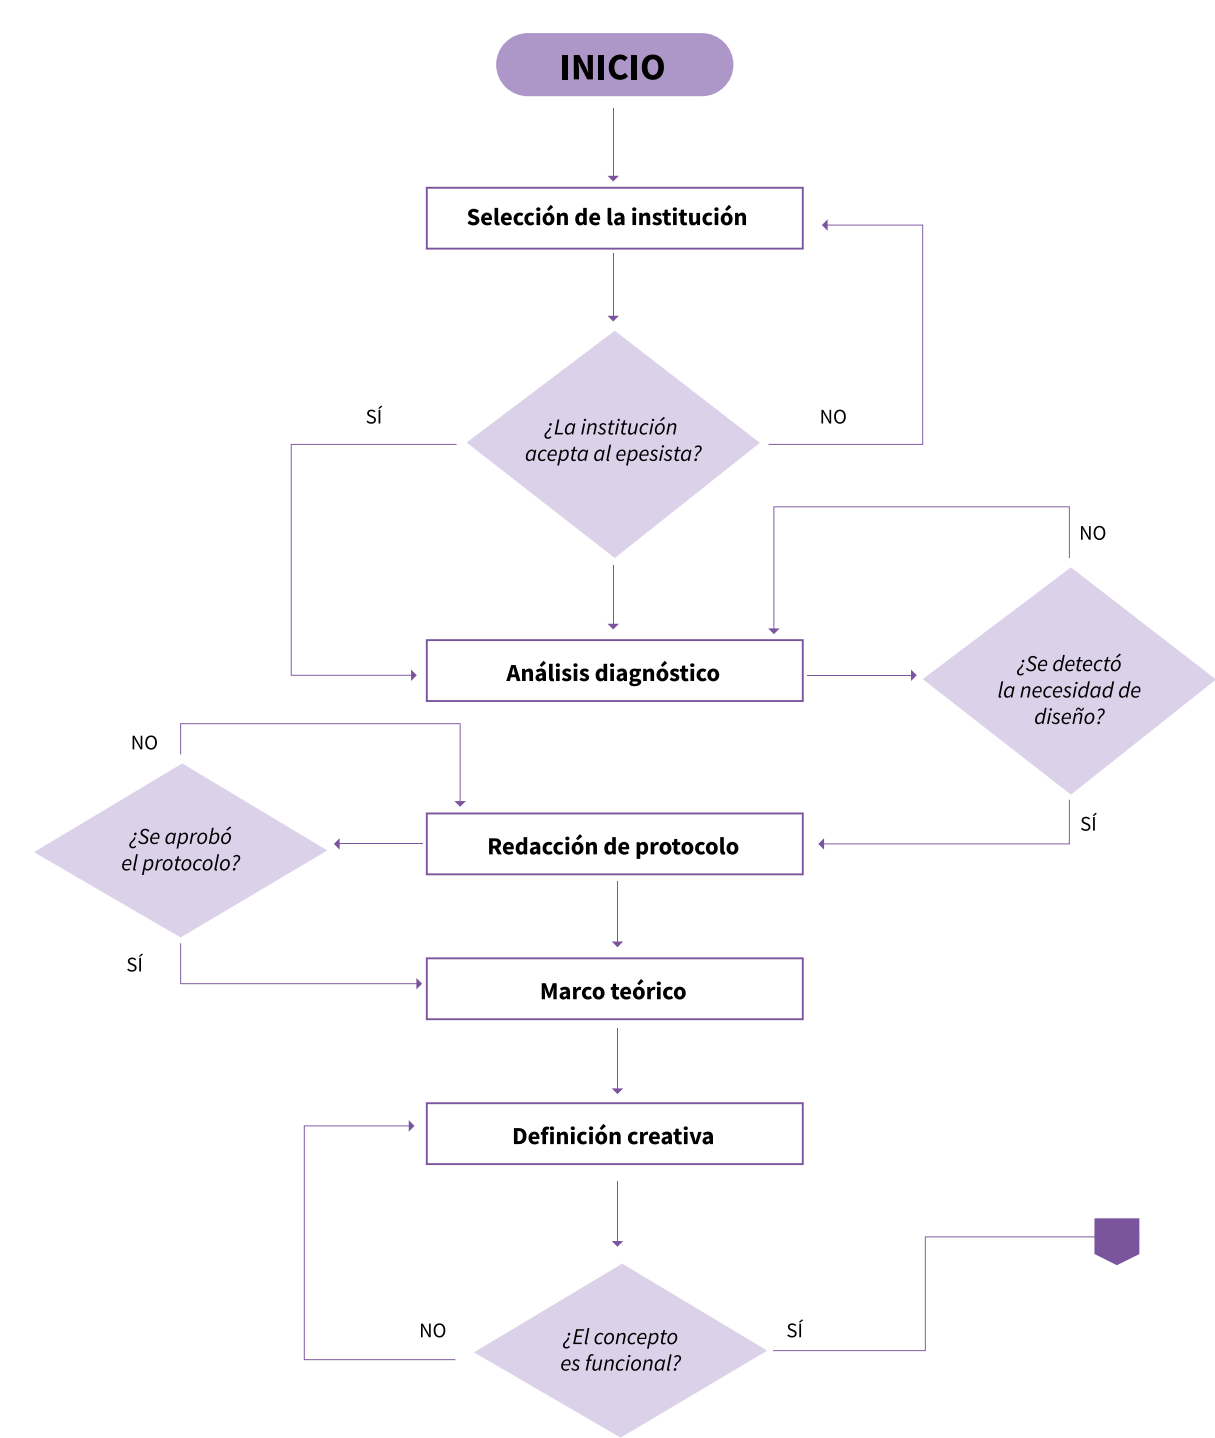 INICIO
Selección de la institución
SÍ
NO
¿La institución
acepta al epesista?
NO
¿Se detectó
la necesidad de
diseño?
Análisis diagnóstico
NO
SÍ
¿Se aprobó
el protocolo?
Redacción de protocolo
SÍ
Marco teórico
Definición creativa
NO
SÍ
¿El concepto
es funcional?